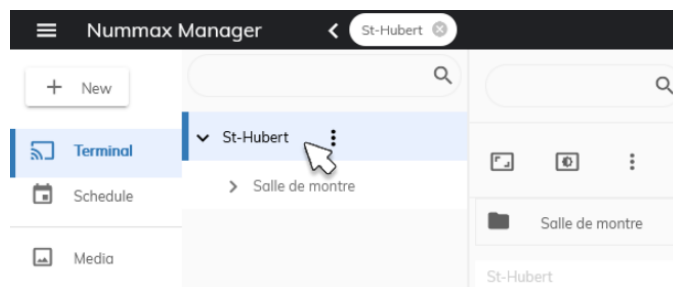 Nummax Manager
St-Hubert
New
Terminal
Schedule
Media
St-Hubert
Salle de montre
Salle de montre
St-Hubert